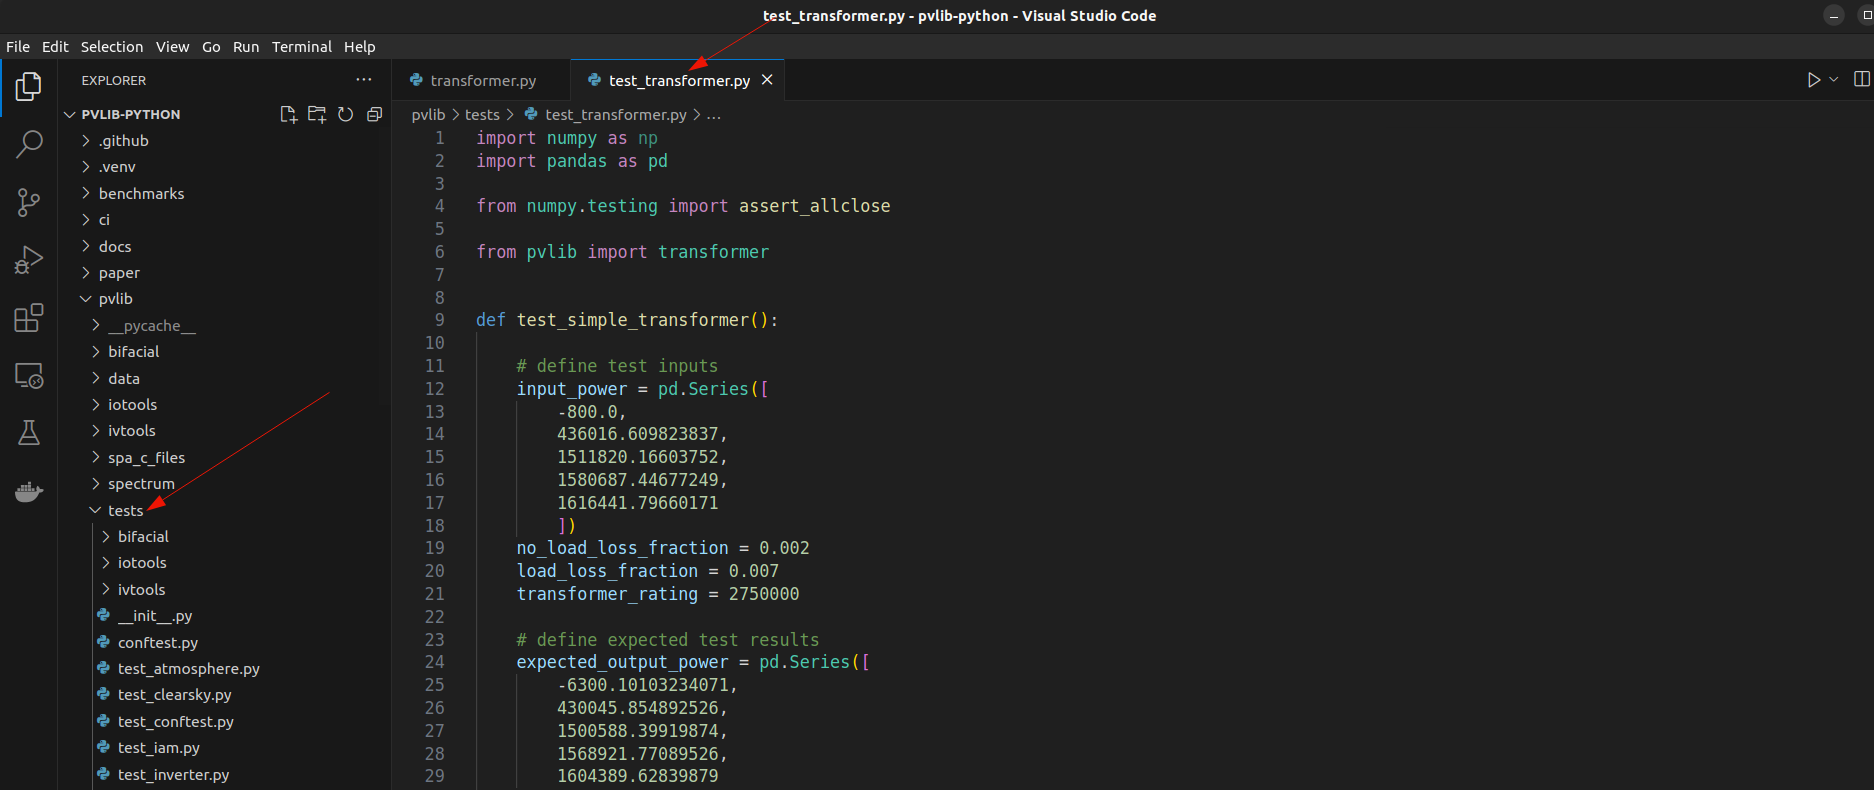 test_transformer.py - pvlib-python - Visual Studio Code
File Edit Selection View Go Run Terminal Help
EXPLORER
PVLIB-PYTHON
.github
.venv
benchmarks
ci
docs
paper
pvlib
__pycache__
bifacial
data
iotools
ivtools
spa_c_files
spectrum
tests
bifacial
iotools
ivtools
__init__.py
conftest.py
test_atmosphere.py
test_clearsky.py
test_conftest.py
test_iam.py
test_inverter.py
transformer.py test_transformer.py
pvlib > tests > test_transformer.py > ...
1 import numpy as np
2 import pandas as pd
3
4 from numpy.testing import assert_allclose
5
6 from pvlib import transformer
7
8
9 def test_simple_transformer():
10
11 # define test inputs
12 input_power = pd.Series([
13 -800.0,
14 436016.609823837,
15 1511820.16603752,
16 1580687.44677249,
17 1616441.79660171
18 ])
19 no_load_loss_fraction = 0.002
20 load_loss_fraction = 0.007
21 transformer_rating = 2750000
22
23 # define expected test results
24 expected_output_power = pd.Series([
25 -6300.10103234071,
26 430045.854892526,
27 1500588.39919874,
28 1568921.77089526,
29 1604389.62839879